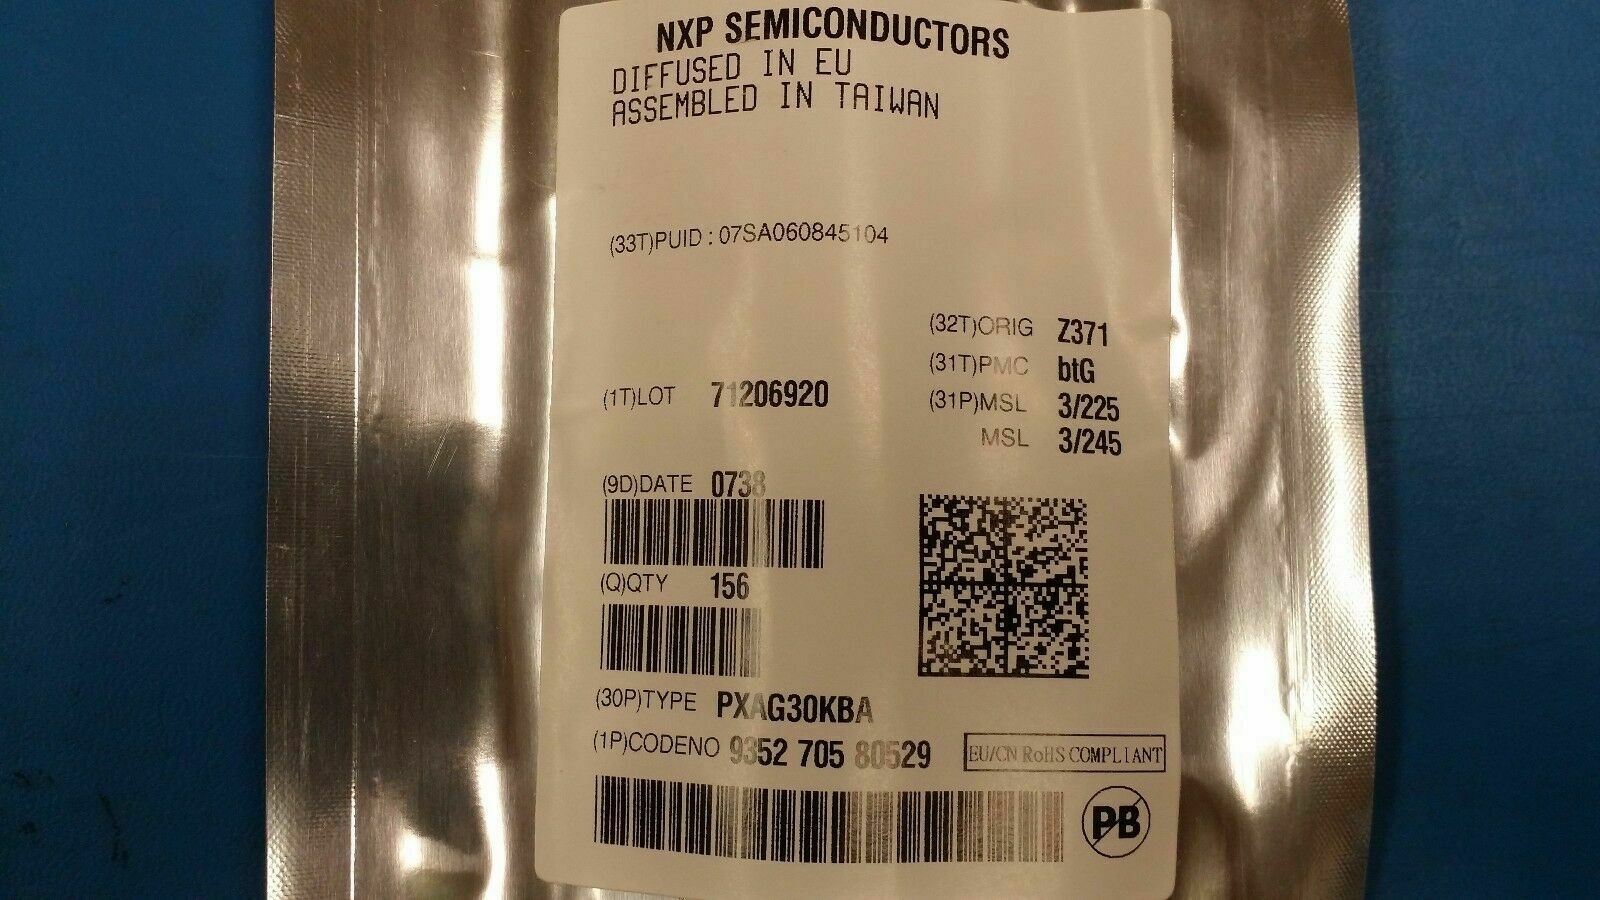 NXP SEMICONDUCTORS
DIFFUSED IN EU
ASSEMBLED IN TAIWAN
(33T)PUID : 07SA060845104
(32T)ORIG Z371
(31T)PMC btG
(1T)LOT 71206920
(31P)MSL 3/225
MSL 3/245
(9D)DATE 0738
(Q)QTY 156
(30P)TYPE PXAG30KBA
(1P)CODENO 9352 705 80529
EU/CN RoHS COMPLIANT
PB